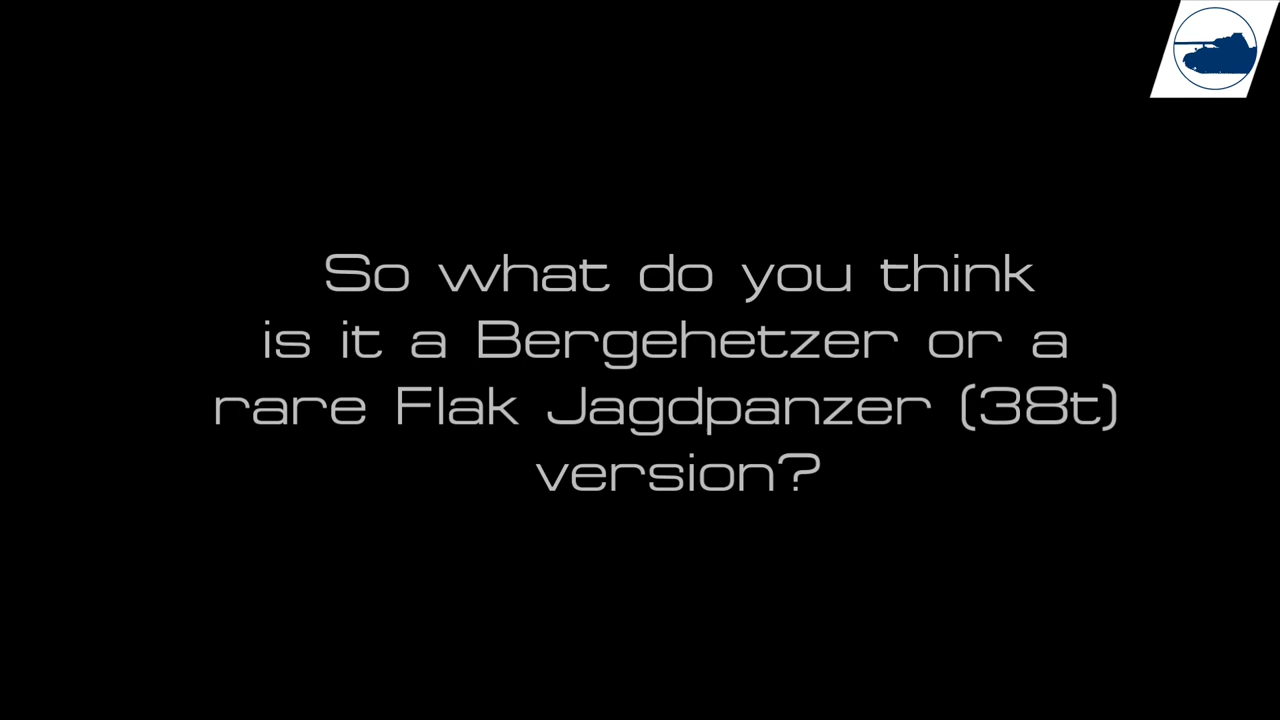 So what do you think
is it a Bergehetzer or a
rare Flak Jagdpanzer (38t)
version?